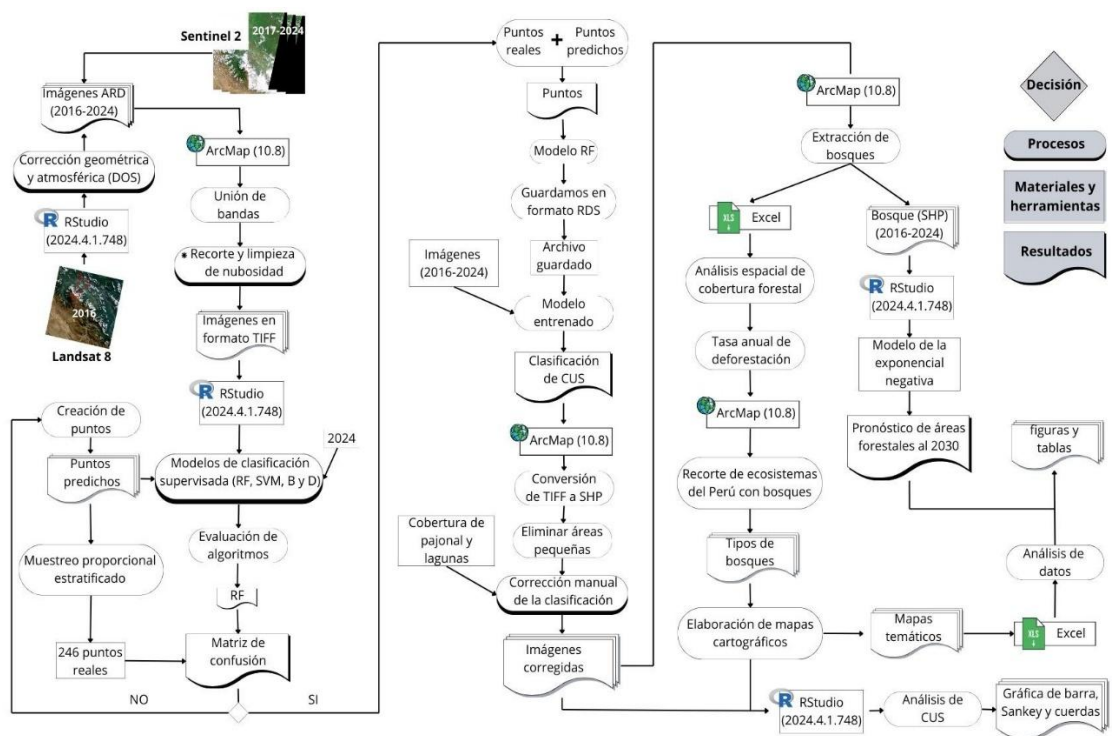 Sentinel 2
2017-2024
Imágenes ARD
(2016-2024)
Corrección geométrica
y atmosférica (DOS)
RStudio
(2024.4.1.748)
2016
Landsat 8
ArcMap (10.8)
Unión de
bandas
* Recorte y limpieza
de nubosidad
Imágenes en
formato TIFF
RStudio
(2024.4.1.748)
2024
Creación de
puntos
Puntos
predichos
Modelos de clasificación
supervisada (RF, SVM, B y D)
Muestreo proporcional
estratificado
Evaluación de
algoritmos
RF
246 puntos
reales
Matriz de
confusión
NO
SI
Puntos
reales
+
Puntos
predichos
Puntos
Modelo RF
Guardamos en
formato RDS
Archivo
guardado
Imágenes
(2016-2024)
Modelo
entrenado
Clasificación
de CUS
ArcMap (10.8)
Conversión
de TIFF a SHP
Eliminar áreas
pequeñas
Cobertura de
pajonal y
lagunas
Corrección manual
de la clasificación
Imágenes
corregidas
ArcMap (10.8)
Extracción de
bosques
XLS
Excel
Análisis espacial de
cobertura forestal
Tasa anual de
deforestación
ArcMap (10.8)
Recorte de ecosistemas
del Perú con bosques
Tipos de
bosques
Elaboración de mapas
cartográficos
Bosque (SHP)
(2016-2024)
RStudio
(2024.4.1.748)
Modelo de la
exponencial
negativa
Pronóstico de áreas
forestales al 2030
Mapas
temáticos
XLS
Excel
Análisis de
datos
figuras y
tablas
RStudio
(2024.4.1.748)
Análisis de
CUS
Gráfica de barra,
Sankey y cuerdas
Decisión
Procesos
Materiales y
herramientas
Resultados